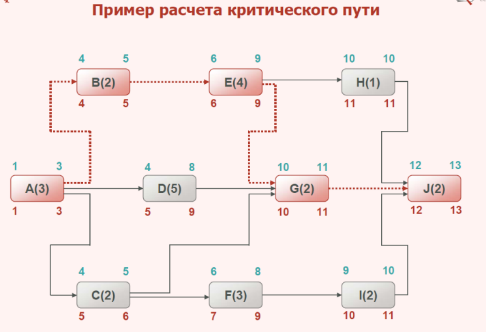 Пример расчета критического пути
4 5 6 9 10 10
B(2) E(4) H(1)
4 5 6 9 11 11
1 3 4 8 10 11 12 13
A(3) D(5) G(2) J(2)
1 3 5 9 10 11 12 13
4 5 6 8 9 10
C(2) F(3) I(2)
5 6 7 9 10 11